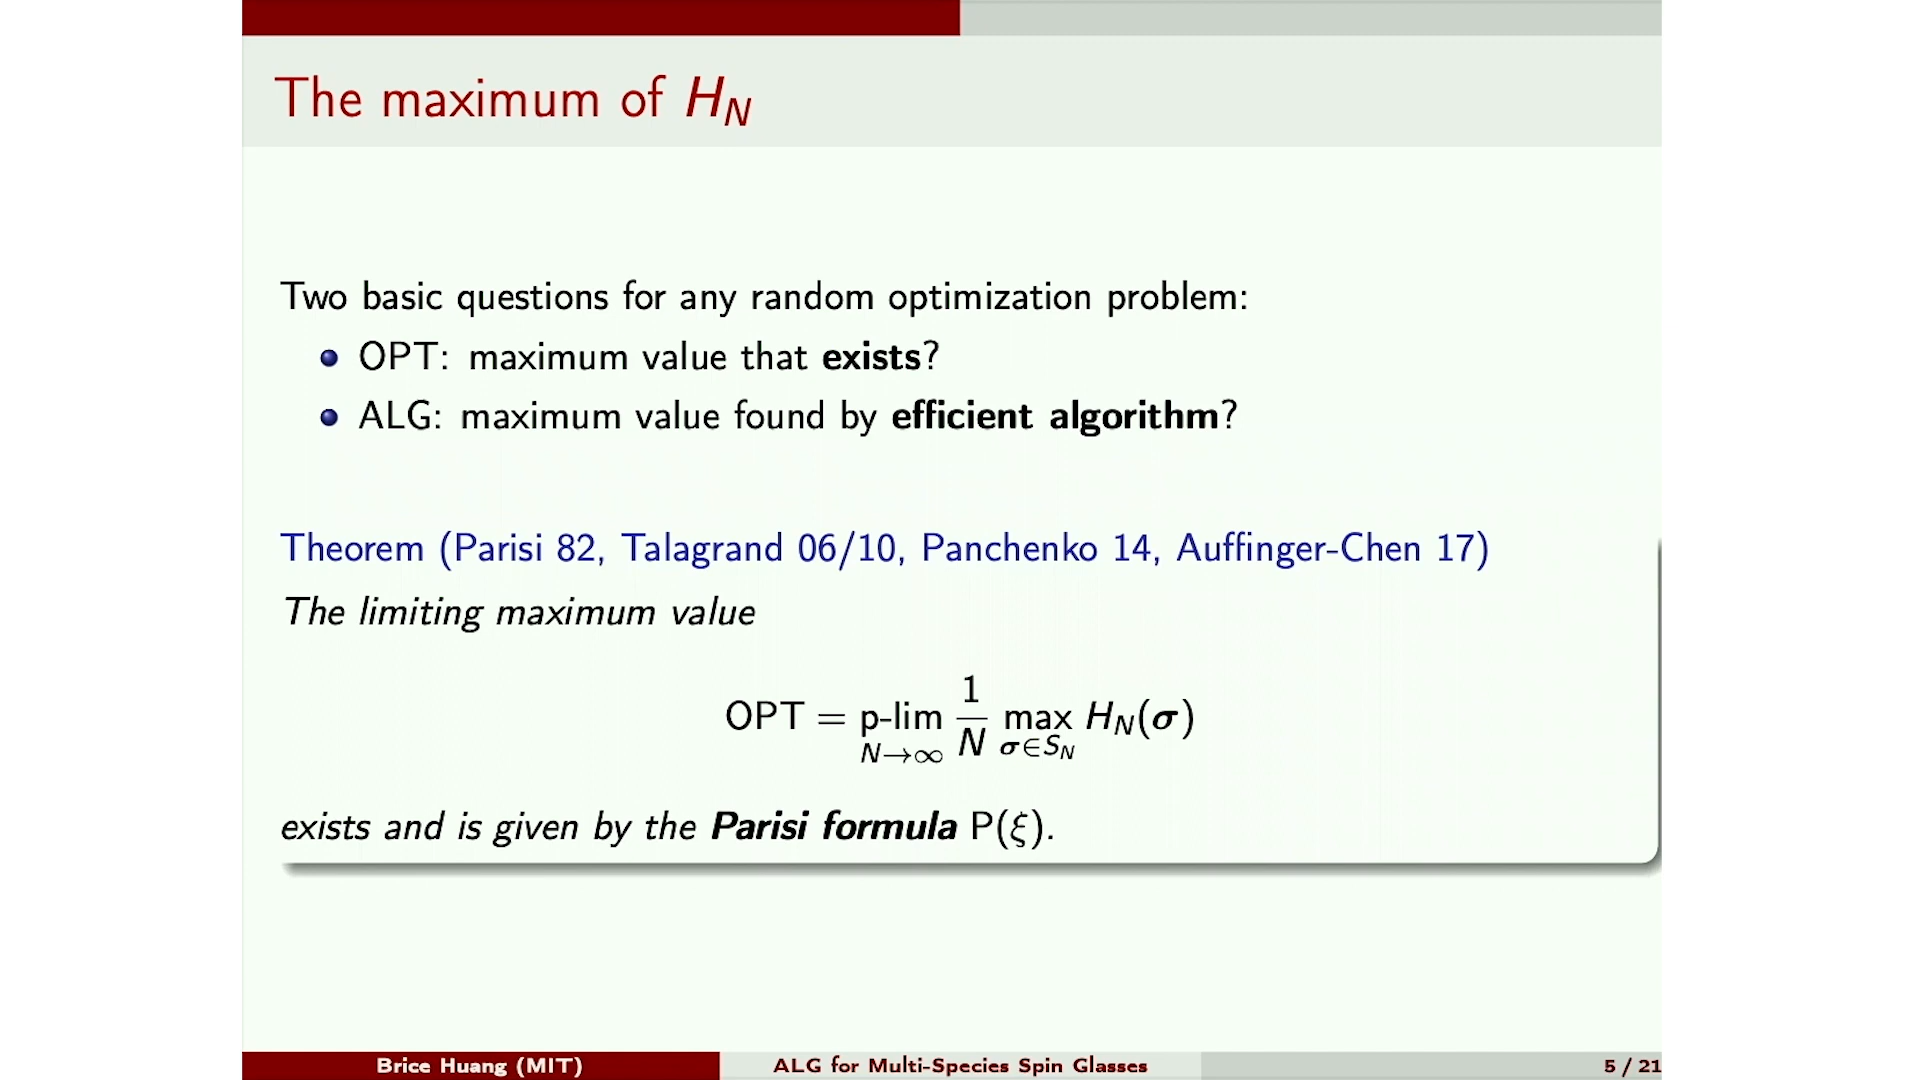 The maximum of H_N
Two basic questions for any random optimization problem:
• OPT: maximum value that exists?
• ALG: maximum value found by efficient algorithm?
Theorem (Parisi 82, Talagrand 06/10, Panchenko 14, Auffinger-Chen 17)
The limiting maximum value
OPT = p-lim_{N→∞} \frac{1}{N} max_{σ∈S_N} H_N(σ)
exists and is given by the Parisi formula P(ξ).
Brice Huang (MIT) ALG for Multi-Species Spin Glasses 5 / 21